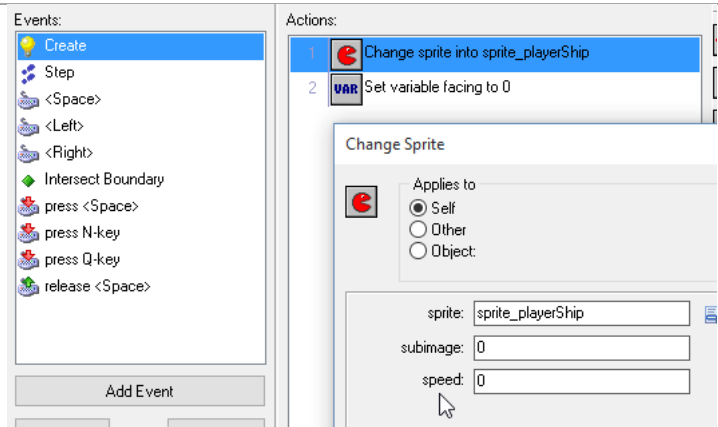 Events:
Create
Step
<Space>
<Left>
<Right>
Intersect Boundary
press <Space>
press N-key
press Q-key
release <Space>
Add Event
Actions:
1 Change sprite into sprite_playerShip
2 VAR Set variable facing to 0
Change Sprite
Applies to
Self
Other
Object:
sprite: sprite_playerShip
subimage: 0
speed: 0